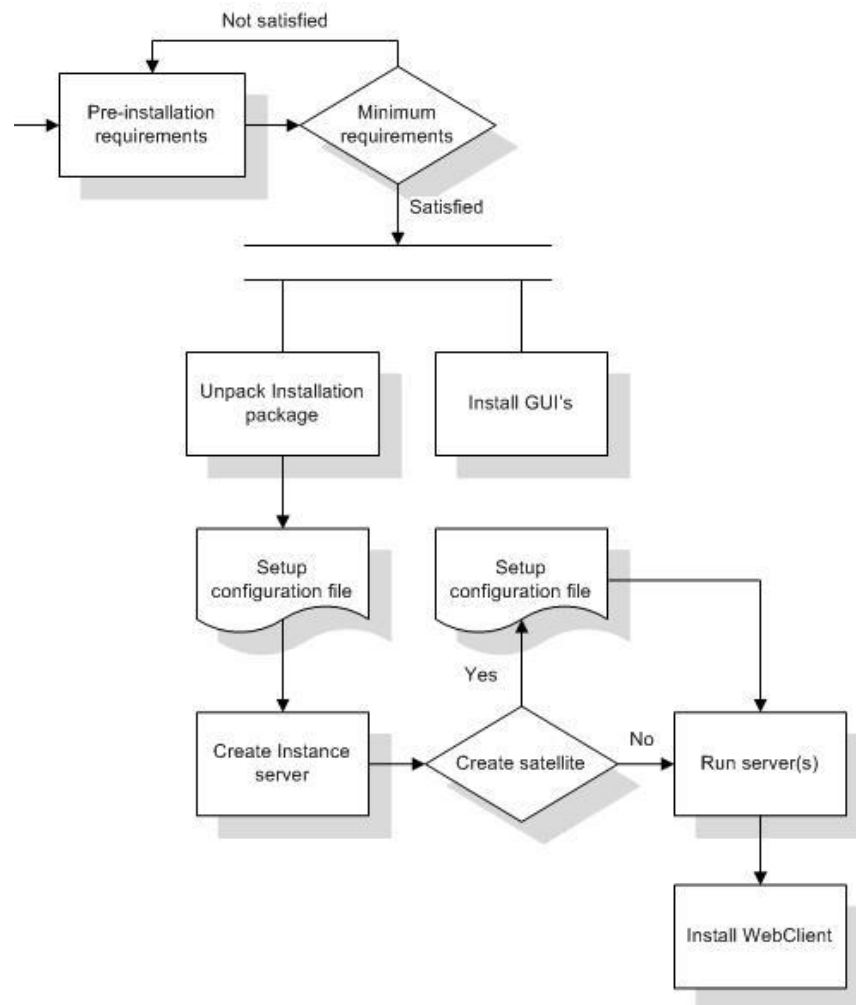 Not satisfied
Pre-installation
requirements
Minimum
requirements
Satisfied
Unpack Installation
package
Install GUI's
Setup
configuration file
Setup
configuration file
Yes
Create Instance
server
Create satellite
No
Run server(s)
Install WebClient